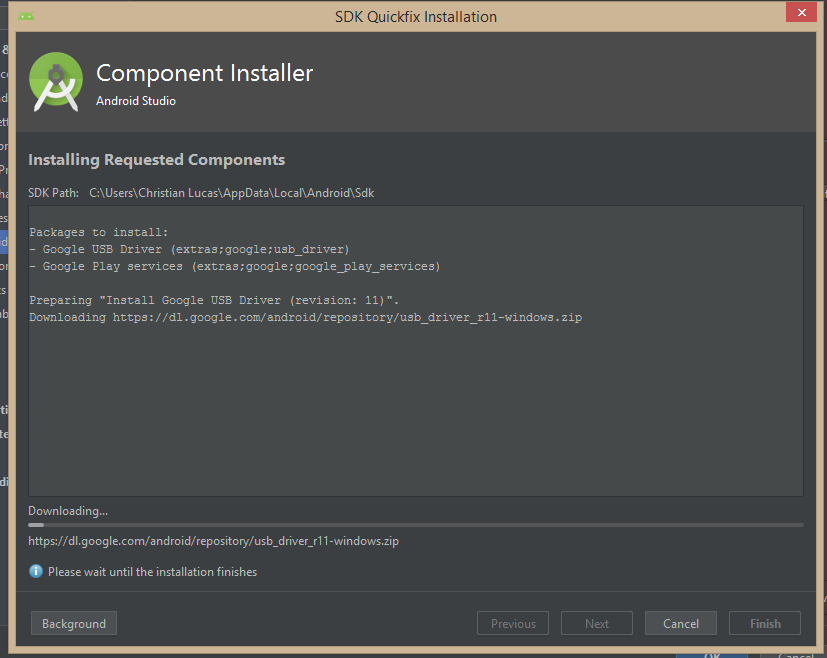 SDK Quickfix Installation
Component Installer
Android Studio
Installing Requested Components
SDK Path: C:\Users\Christian Lucas\AppData\Local\Android\Sdk
Packages to install:
- Google USB Driver (extras;google;usb_driver)
- Google Play services (extras;google;google_play_services)
Preparing "Install Google USB Driver (revision: 11)".
Downloading https://dl.google.com/android/repository/usb_driver_r11-windows.zip
Downloading...
https://dl.google.com/android/repository/usb_driver_r11-windows.zip
Please wait until the installation finishes
Background Previous Next Cancel Finish
OK Cancel